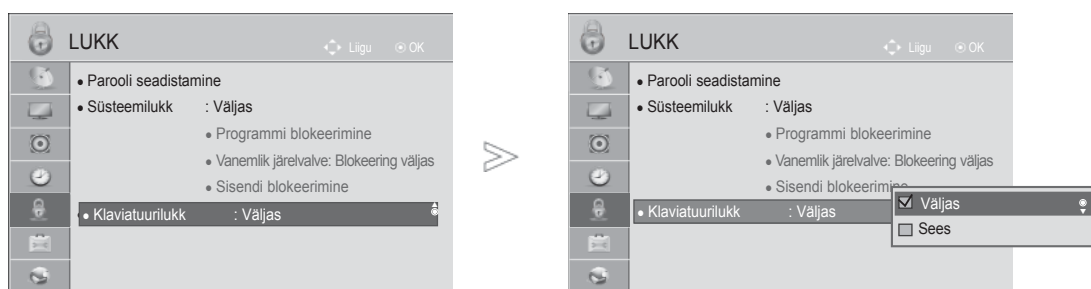 LUKK
Liigu OK
• Parooli seadistamine
• Süsteemilukk : Väljas
• Programmi blokeerimine
• Vanemlik järelvalve: Blokeering väljas
• Sisendi blokeerimine
• Klaviatuurilukk : Väljas
LUKK
Liigu OK
• Parooli seadistamine
• Süsteemilukk : Väljas
• Programmi blokeerimine
• Vanemlik järelvalve: Blokeering väljas
• Sisendi blokeerimine
• Klaviatuurilukk : Väljas
Väljas
Sees